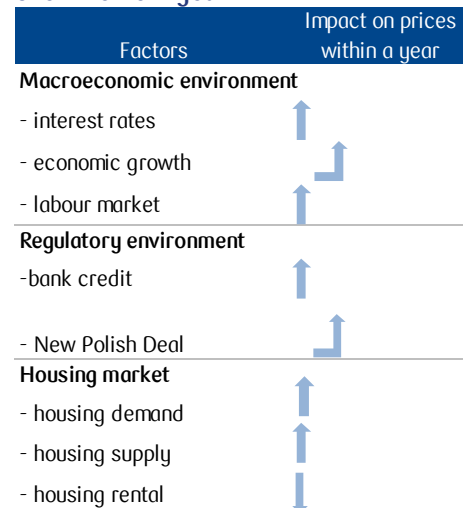 Impact on prices
Factors within a year
Macroeconomic environment
- interest rates
- economic growth
- labour market
Regulatory environment
-bank credit
- New Polish Deal
Housing market
- housing demand
- housing supply
- housing rental